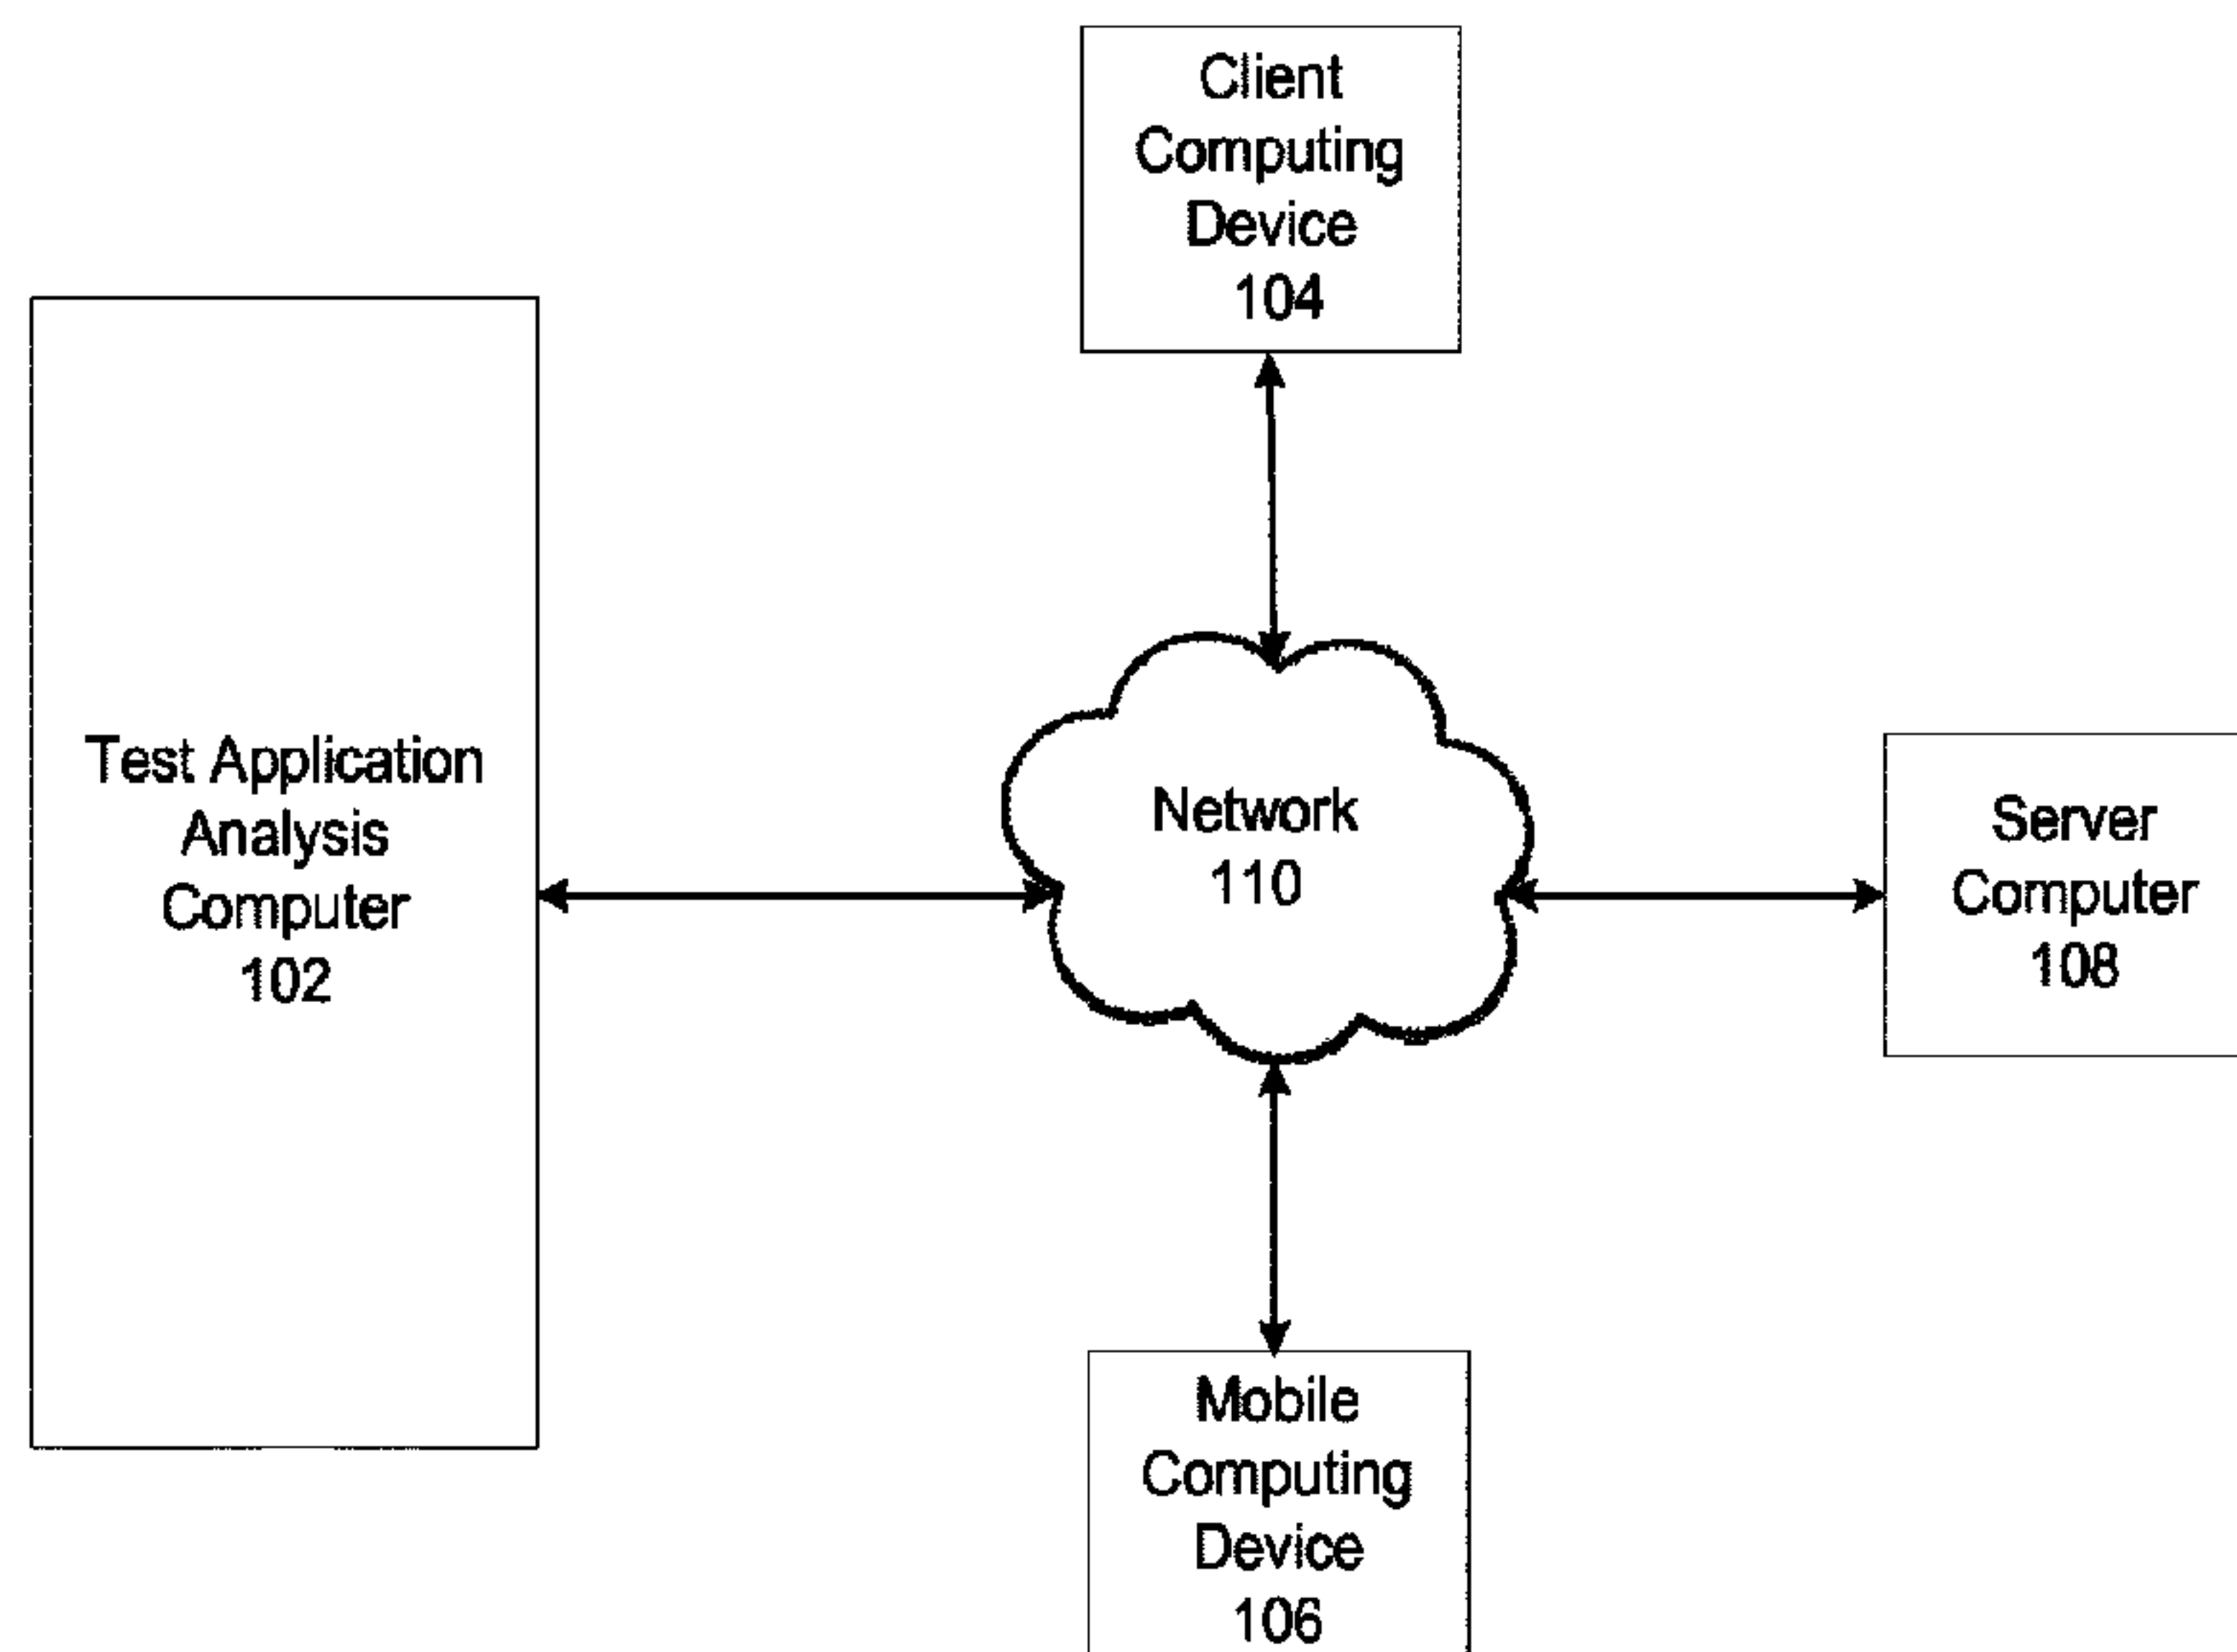 Client
Computing
Device
104
Test Application
Analysis
Computer
102
Network
110
Server
Computer
108
Mobile
Computing
Device
106